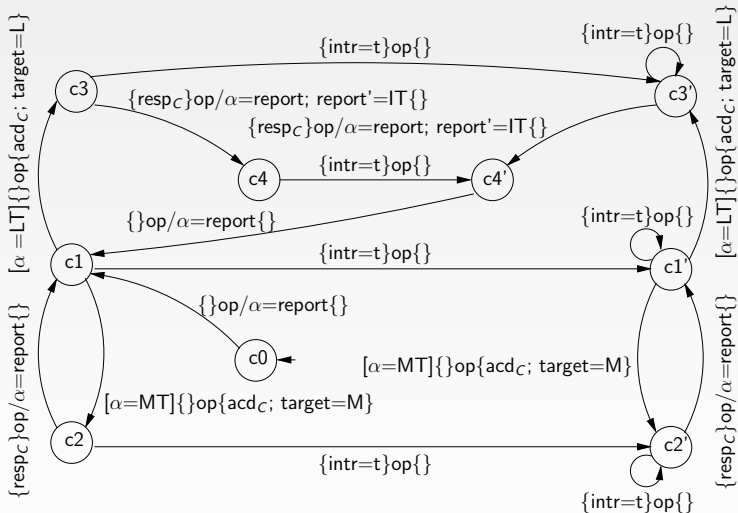 {intr=t}op{}
{intr=t}op{}
[α =LT]{}op{acd_C; target=L}
c3
c3'
[α=LT]{}op{acd_C; target=L}
{resp_C}op/α=report; report'=IT{}
{resp_C}op/α=report; report'=IT{}
c4
{intr=t}op{}
c4'
{}op/α=report{}
{intr=t}op{}
c1
{intr=t}op{}
c1'
{}op/α=report{}
{resp_C}op/α=report{}
c0
[α=MT]{}op{acd_C; target=M}
{resp_C}op/α=report{}
[α=MT]{}op{acd_C; target=M}
c2
c2'
{intr=t}op{}
{intr=t}op{}